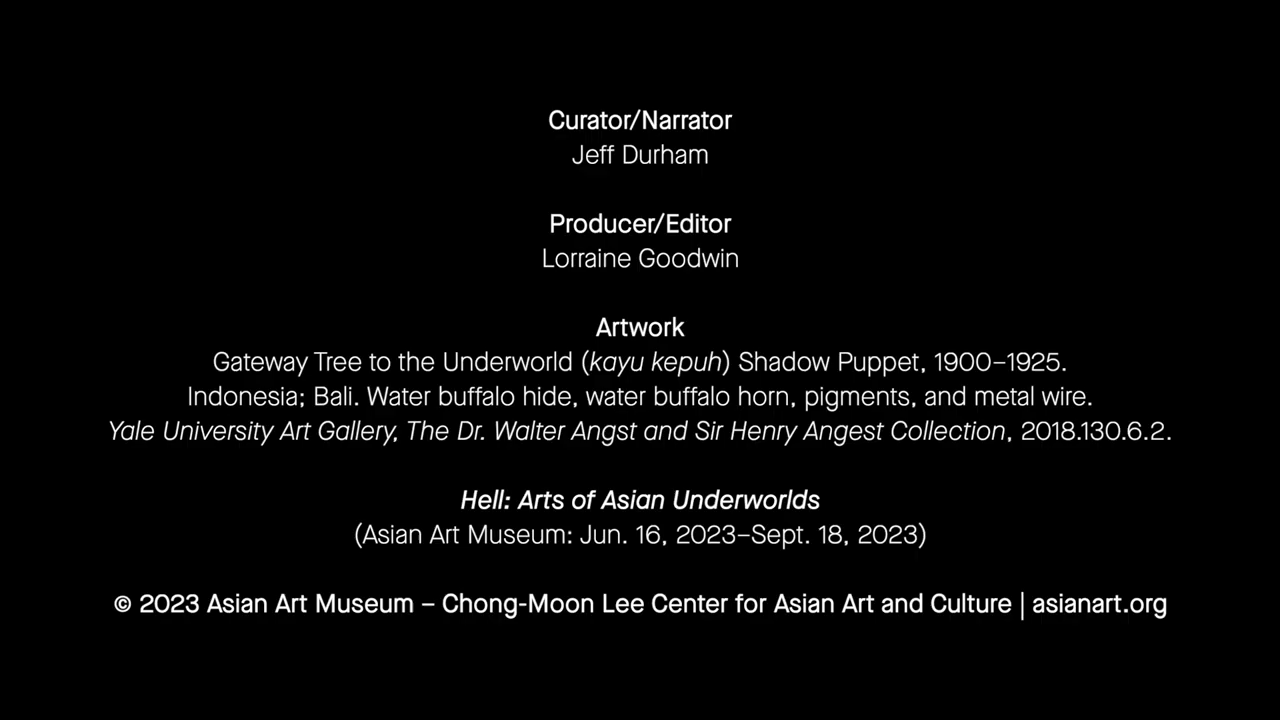 Curator/Narrator
Jeff Durham
Producer/Editor
Lorraine Goodwin
Artwork
Gateway Tree to the Underworld (kayu kepuh) Shadow Puppet, 1900–1925.
Indonesia; Bali. Water buffalo hide, water buffalo horn, pigments, and metal wire.
Yale University Art Gallery, The Dr. Walter Angst and Sir Henry Angest Collection, 2018.130.6.2.
Hell: Arts of Asian Underworlds
(Asian Art Museum: Jun. 16, 2023–Sept. 18, 2023)
© 2023 Asian Art Museum – Chong-Moon Lee Center for Asian Art and Culture | asianart.org